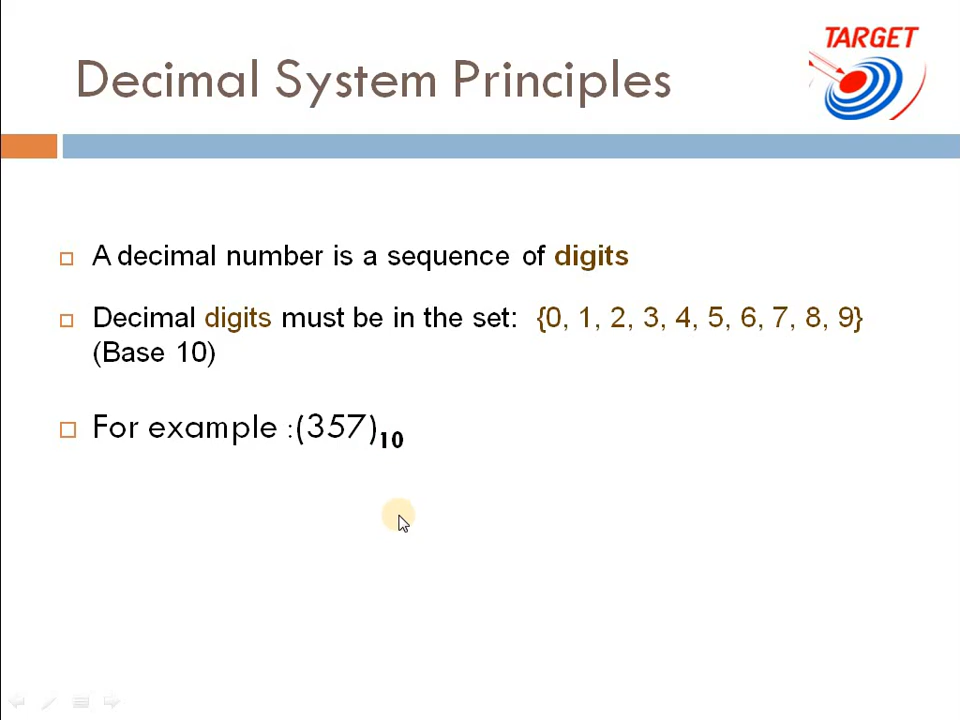 Decimal System Principles
TARGET
A decimal number is a sequence of digits
Decimal digits must be in the set: {0, 1, 2, 3, 4, 5, 6, 7, 8, 9}
(Base 10)
For example :(357)10